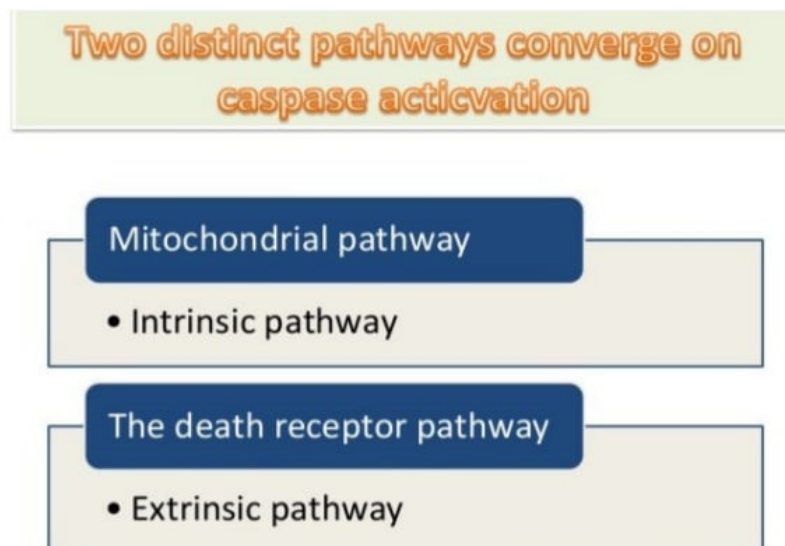 Two distinct pathways converge on
caspase acticvation
Mitochondrial pathway
• Intrinsic pathway
The death receptor pathway
• Extrinsic pathway